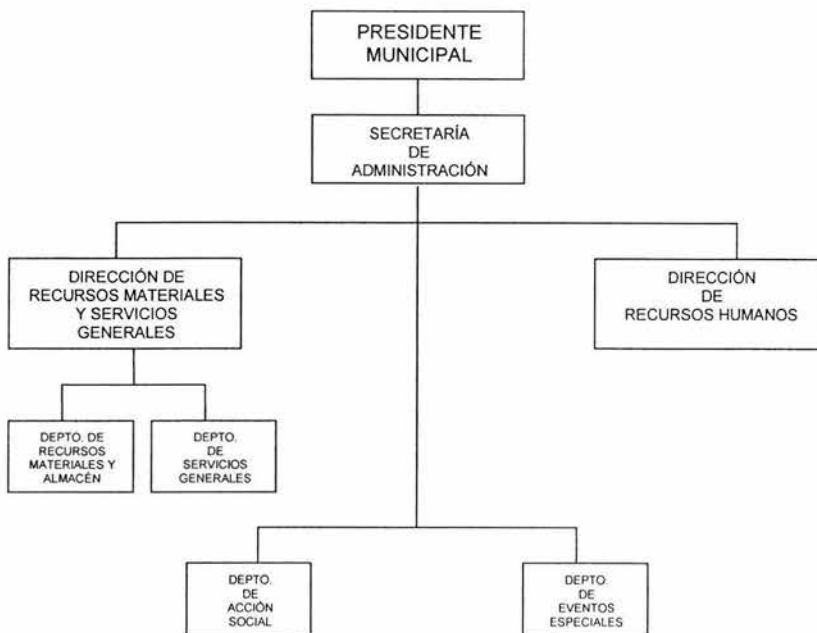 PRESIDENTE
MUNICIPAL
SECRETARÍA
DE
ADMINISTRACIÓN
DIRECCIÓN DE
RECURSOS MATERIALES
Y SERVICIOS
GENERALES
DIRECCIÓN
DE
RECURSOS HUMANOS
DEPTO. DE
RECURSOS
MATERIALES Y
ALMACÉN
DEPTO.
DE
SERVICIOS
GENERALES
DEPTO.
DE
ACCIÓN
SOCIAL
DEPTO.
DE
EVENTOS
ESPECIALES